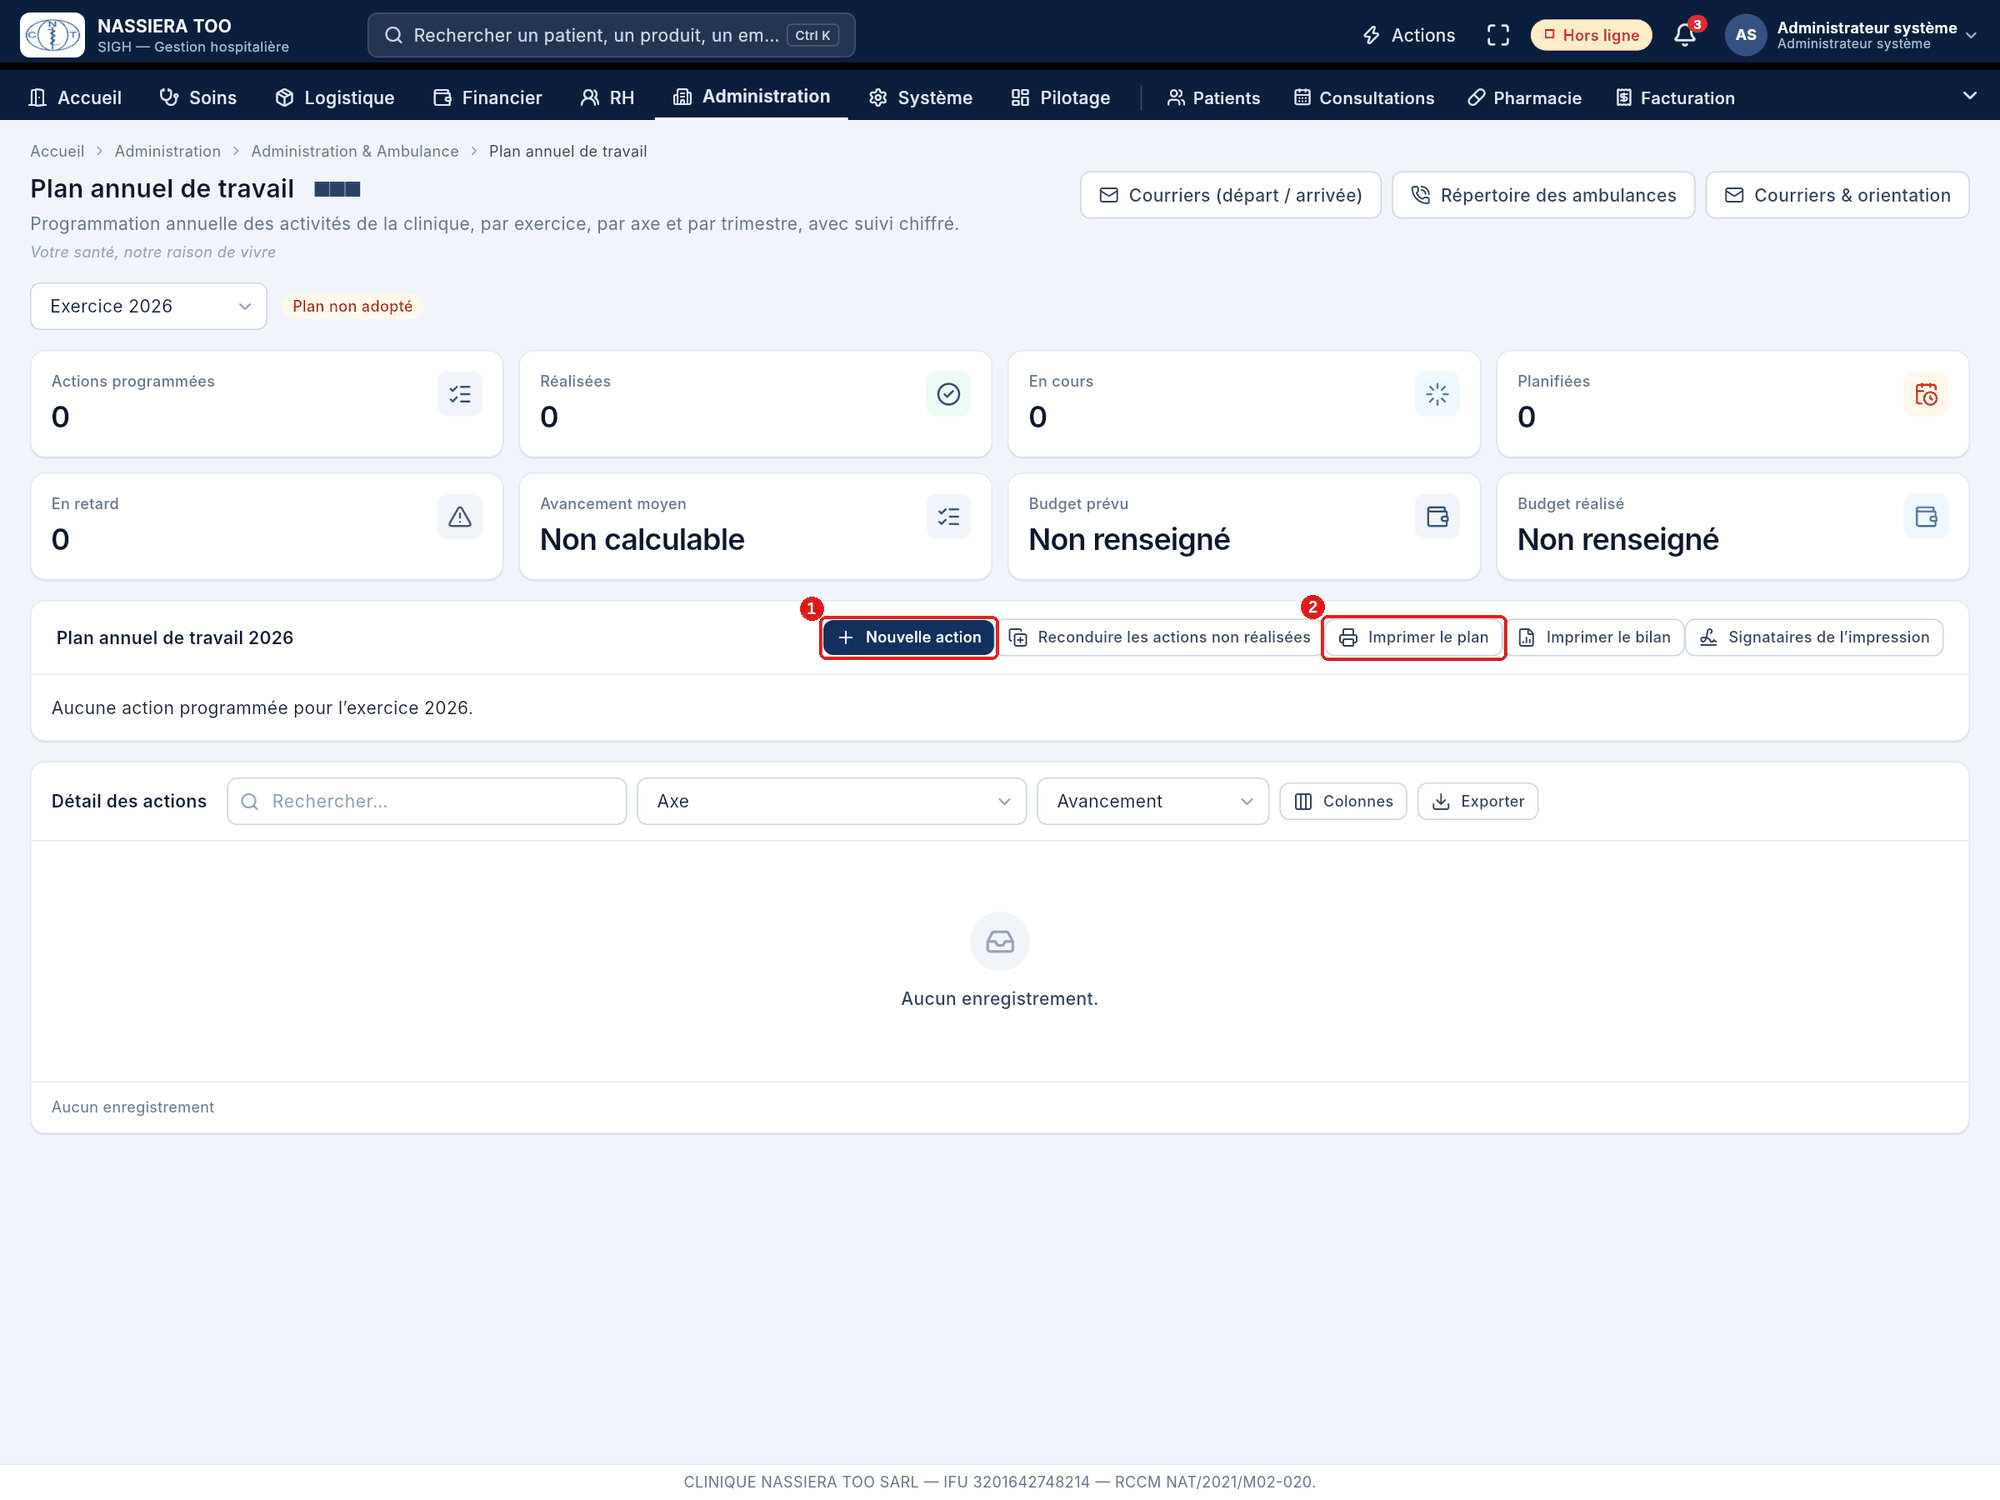 NASSIERA TOO
SIGH — Gestion hospitalière
Rechercher un patient, un produit, un em... Ctrl K
Actions
Hors ligne
3
AS
Administrateur système
Administrateur système
Accueil Soins Logistique Financier RH Administration Système Pilotage Patients Consultations Pharmacie Facturation
Accueil > Administration > Administration & Ambulance > Plan annuel de travail
Plan annuel de travail
Courriers (départ / arrivée) Répertoire des ambulances Courriers & orientation
Programmation annuelle des activités de la clinique, par exercice, par axe et par trimestre, avec suivi chiffré.
Votre santé, notre raison de vivre
Exercice 2026 Plan non adopté
Actions programmées
0
Réalisées
0
En cours
0
Planifiées
0
En retard
0
Avancement moyen
Non calculable
Budget prévu
Non renseigné
Budget réalisé
Non renseigné
1 2
Plan annuel de travail 2026 Nouvelle action Reconduire les actions non réalisées Imprimer le plan Imprimer le bilan Signataires de l’impression
Aucune action programmée pour l’exercice 2026.
Détail des actions Rechercher... Axe Avancement Colonnes Exporter
Aucun enregistrement.
Aucun enregistrement
CLINIQUE NASSIERA TOO SARL — IFU 3201642748214 — RCCM NAT/2021/M02-020.